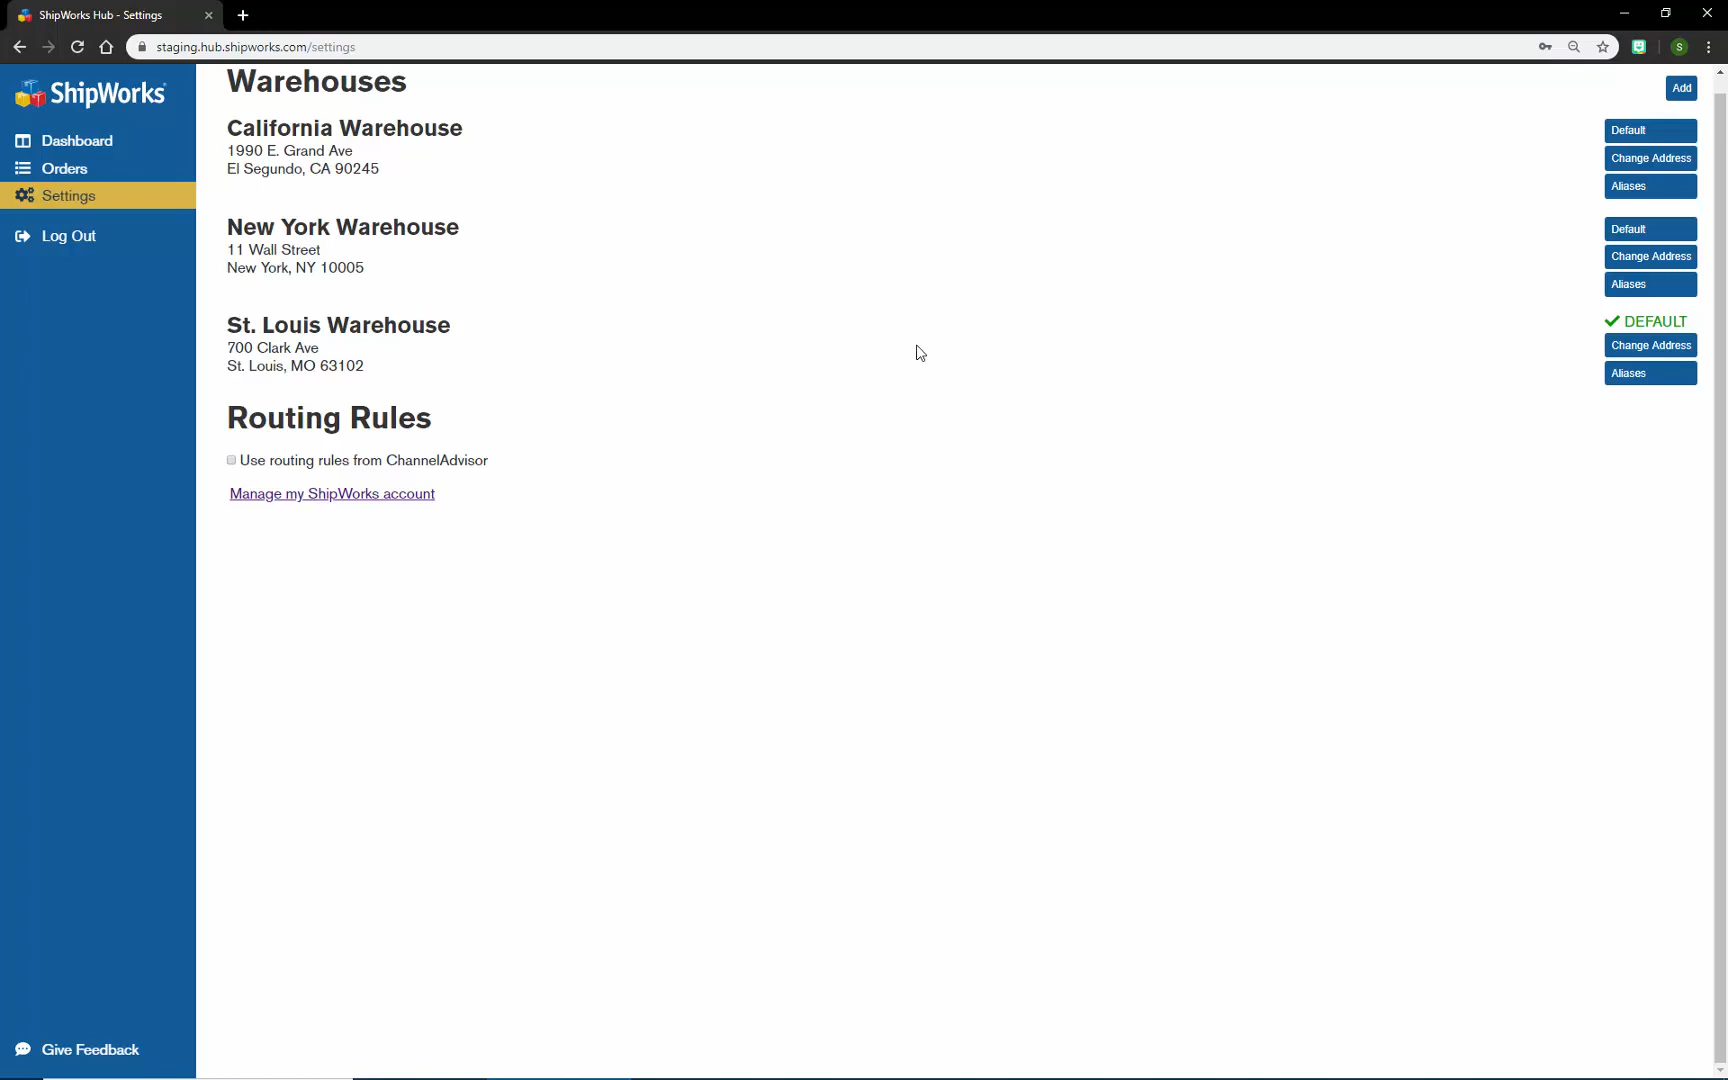 ShipWorks Hub - Settings
staging.hub.shipworks.com/settings
S
ShipWorks
Dashboard
Orders
Settings
Log Out
Give Feedback
Warehouses
Add
California Warehouse
1990 E. Grand Ave
El Segundo, CA 90245
Default
Change Address
Aliases
New York Warehouse
11 Wall Street
New York, NY 10005
Default
Change Address
Aliases
St. Louis Warehouse
700 Clark Ave
St. Louis, MO 63102
DEFAULT
Change Address
Aliases
Routing Rules
Use routing rules from ChannelAdvisor
Manage my ShipWorks account